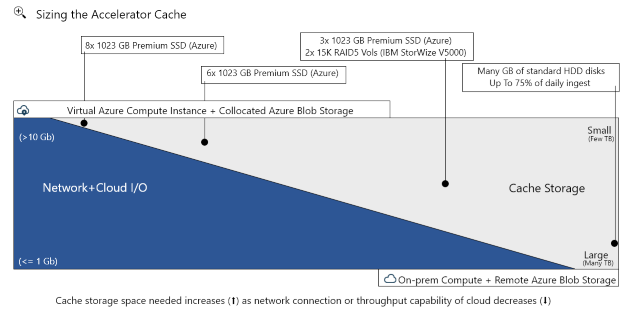 Sizing the Accelerator Cache
8x 1023 GB Premium SSD (Azure)
3x 1023 GB Premium SSD (Azure)
2x 15K RAID5 Vols (IBM StorWize V5000)
6x 1023 GB Premium SSD (Azure)
Many GB of standard HDD disks
Up To 75% of daily ingest
Virtual Azure Compute Instance + Collocated Azure Blob Storage
(>10 Gb)
Small
(Few TB)
Network+Cloud I/O
Cache Storage
(<= 1 Gb)
Large
(Many TB)
On-prem Compute + Remote Azure Blob Storage
Cache storage space needed increases (⬆) as network connection or throughput capability of cloud decreases (⬇)